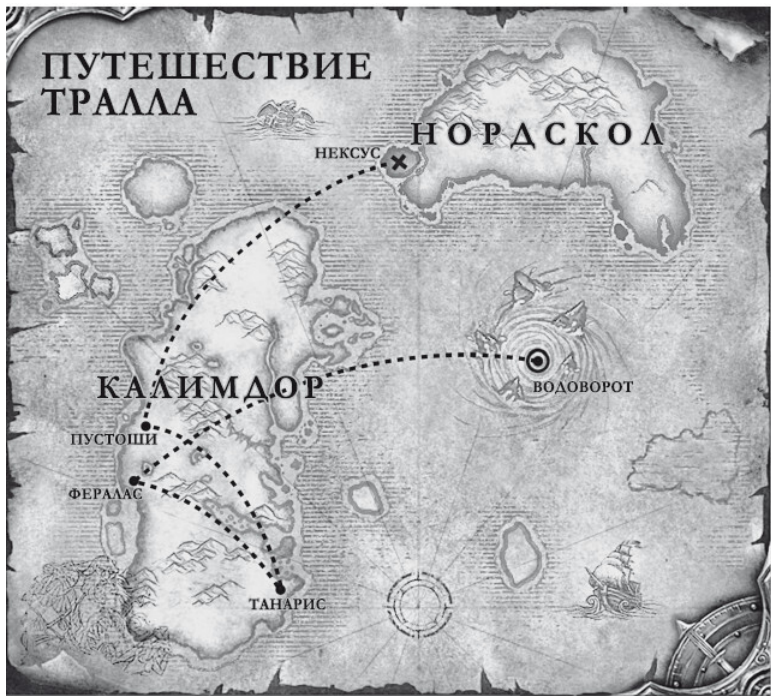 ПУТЕШЕСТВИЕ
ТРАЛЛА
НОРДСКОЛ
НЕКСУС
КАЛИМДОР
ВОДОВОРОТ
ПУСТОШИ
ФЕРАЛАС
ТАНАРИС